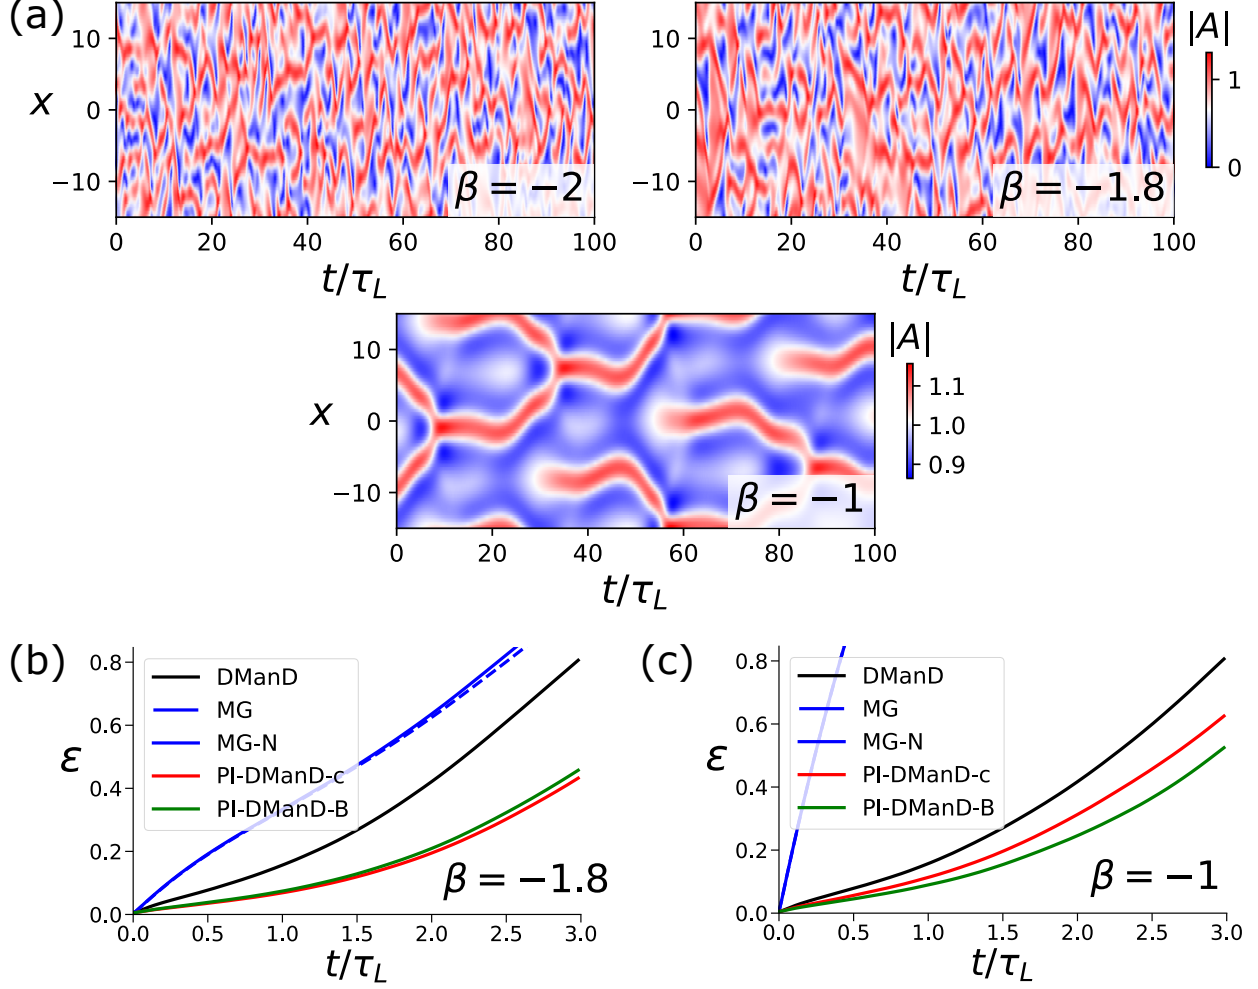 (a)
10
0
−10
x
β = −2
0 20 40 60 80 100
t/τ_L
10
0
−10
β = −1.8
0 20 40 60 80 100
t/τ_L
|A|
1
0
10
0
−10
x
β = −1
0 20 40 60 80 100
t/τ_L
|A|
1.1
1.0
0.9
(b)
0.8
0.6
0.4
0.2
0.0
ε
DManD
MG
MG-N
PI-DManD-c
PI-DManD-B
β = −1.8
0.0 0.5 1.0 1.5 2.0 2.5 3.0
t/τ_L
(c)
0.8
0.6
0.4
0.2
0.0
ε
DManD
MG
MG-N
PI-DManD-c
PI-DManD-B
β = −1
0.0 0.5 1.0 1.5 2.0 2.5 3.0
t/τ_L